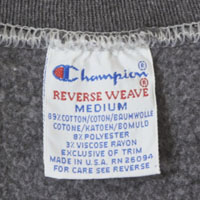 Champion
REVERSE WEAVE
MEDIUM
89% COTTON/COTON/BAUMWOLLE
COTONE/KATOEN/BOMULD
8% POLYESTER
3% VISCOSE RAYON
EXCLUSIVE OF TRIM
MADE IN U.S.A. RN 26094
FOR CARE SEE REVERSE